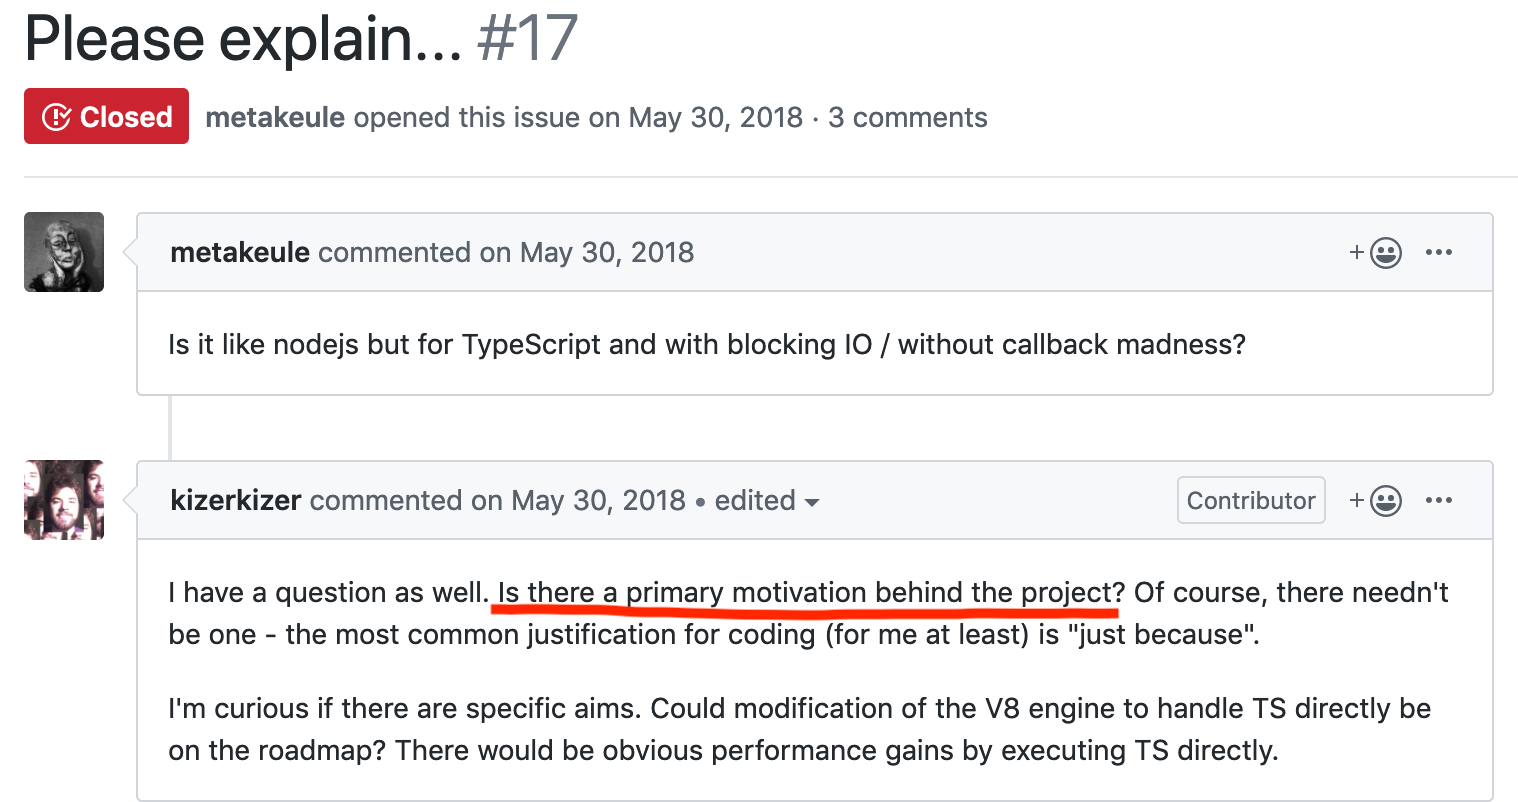 Please explain... #17
Closed metakeule opened this issue on May 30, 2018 · 3 comments
metakeule commented on May 30, 2018
Is it like nodejs but for TypeScript and with blocking IO / without callback madness?
kizerkizer commented on May 30, 2018 • edited Contributor
I have a question as well. Is there a primary motivation behind the project? Of course, there needn't
be one - the most common justification for coding (for me at least) is "just because".
I'm curious if there are specific aims. Could modification of the V8 engine to handle TS directly be
on the roadmap? There would be obvious performance gains by executing TS directly.